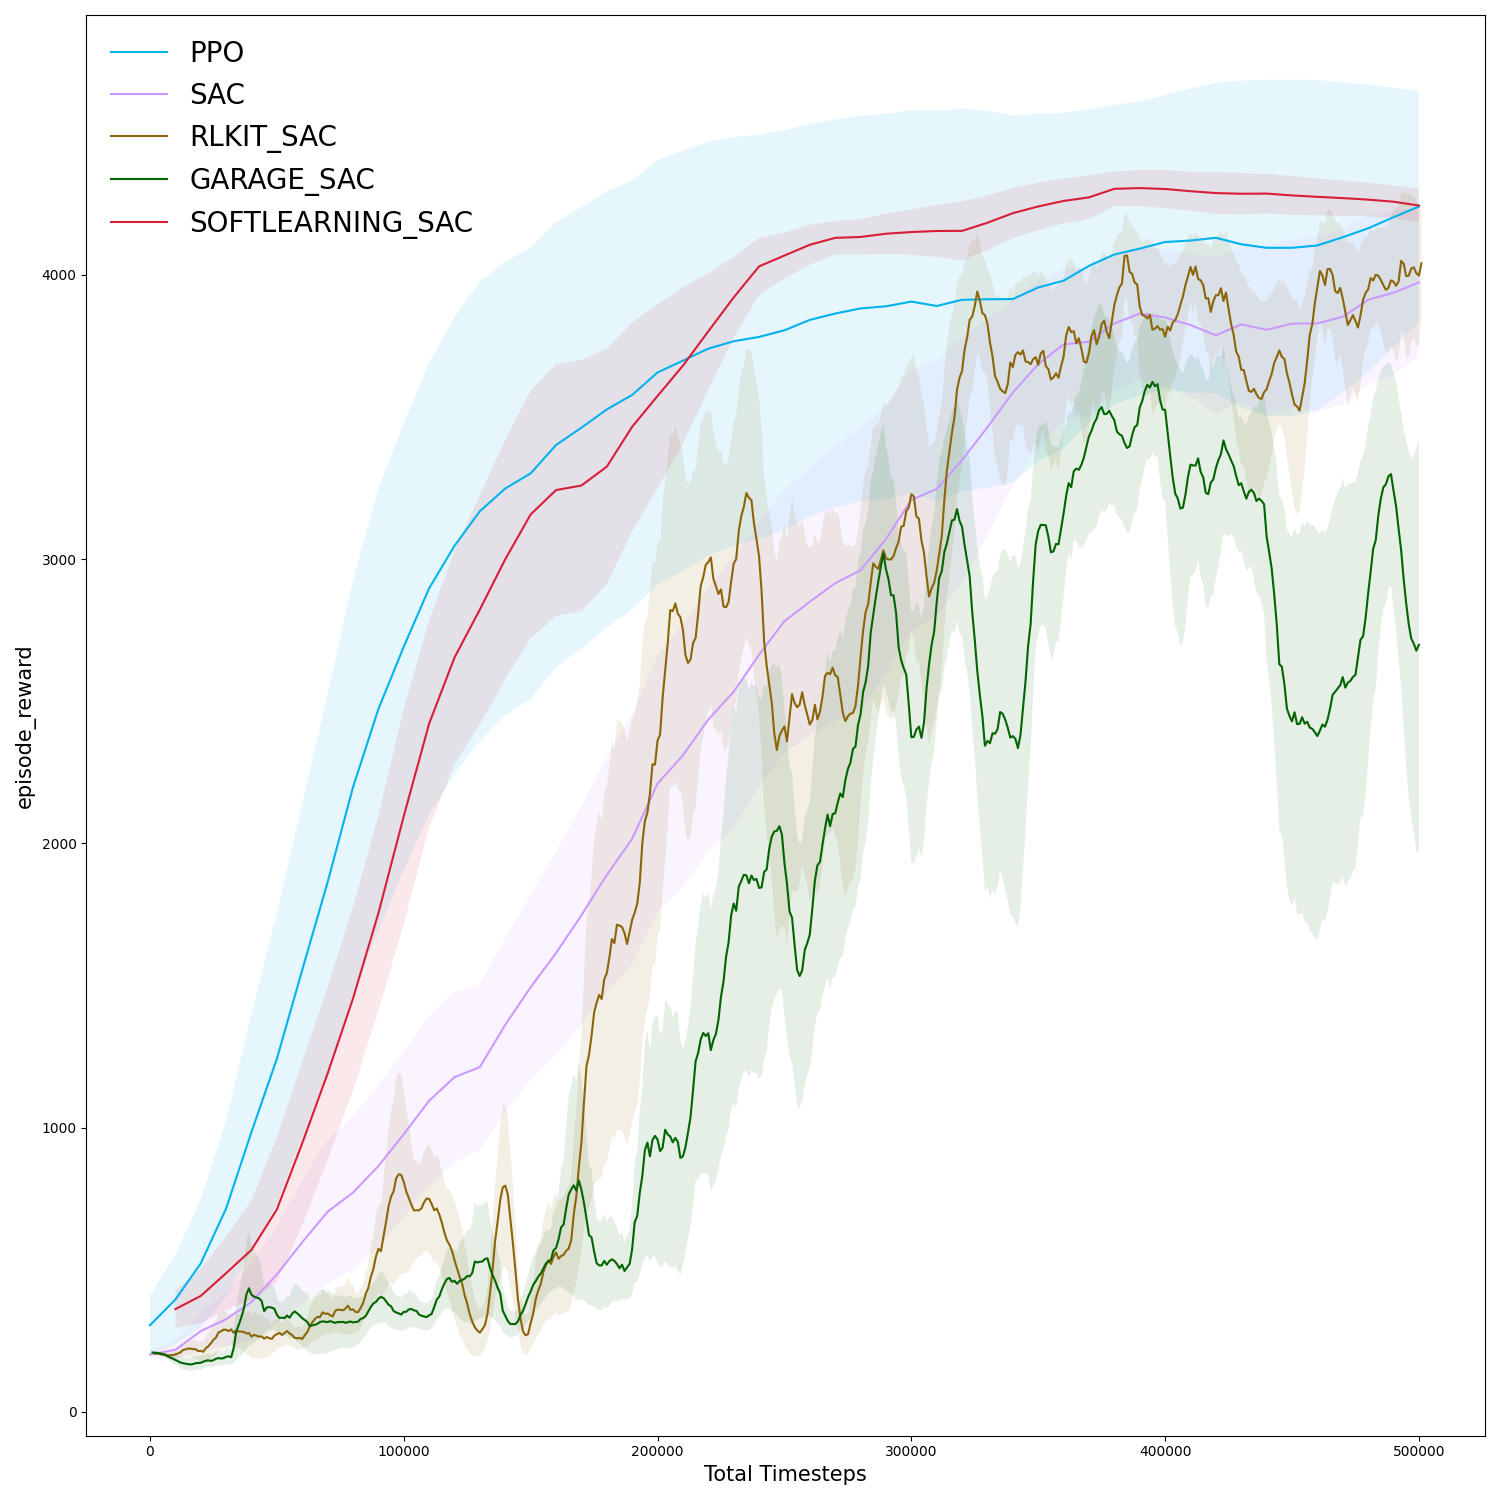 PPO
SAC
RLKIT_SAC
GARAGE_SAC
SOFTLEARNING_SAC
4000
3000
2000
1000
0
episode_reward
0 100000 200000 300000 400000 500000
Total Timesteps